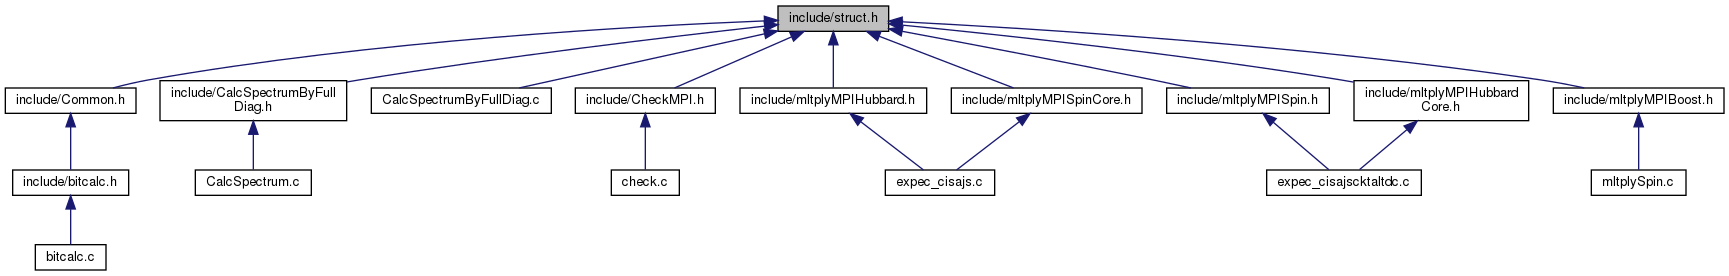 include/struct.h
include/Common.h
include/CalcSpectrumByFull
Diag.h
CalcSpectrumByFullDiag.c
include/CheckMPI.h
include/mltplyMPIHubbard.h
include/mltplyMPISpinCore.h
include/mltplyMPISpin.h
include/mltplyMPIHubbard
Core.h
include/mltplyMPIBoost.h
include/bitcalc.h
CalcSpectrum.c
check.c
expec_cisajs.c
expec_cisajscktaltdc.c
mltplySpin.c
bitcalc.c